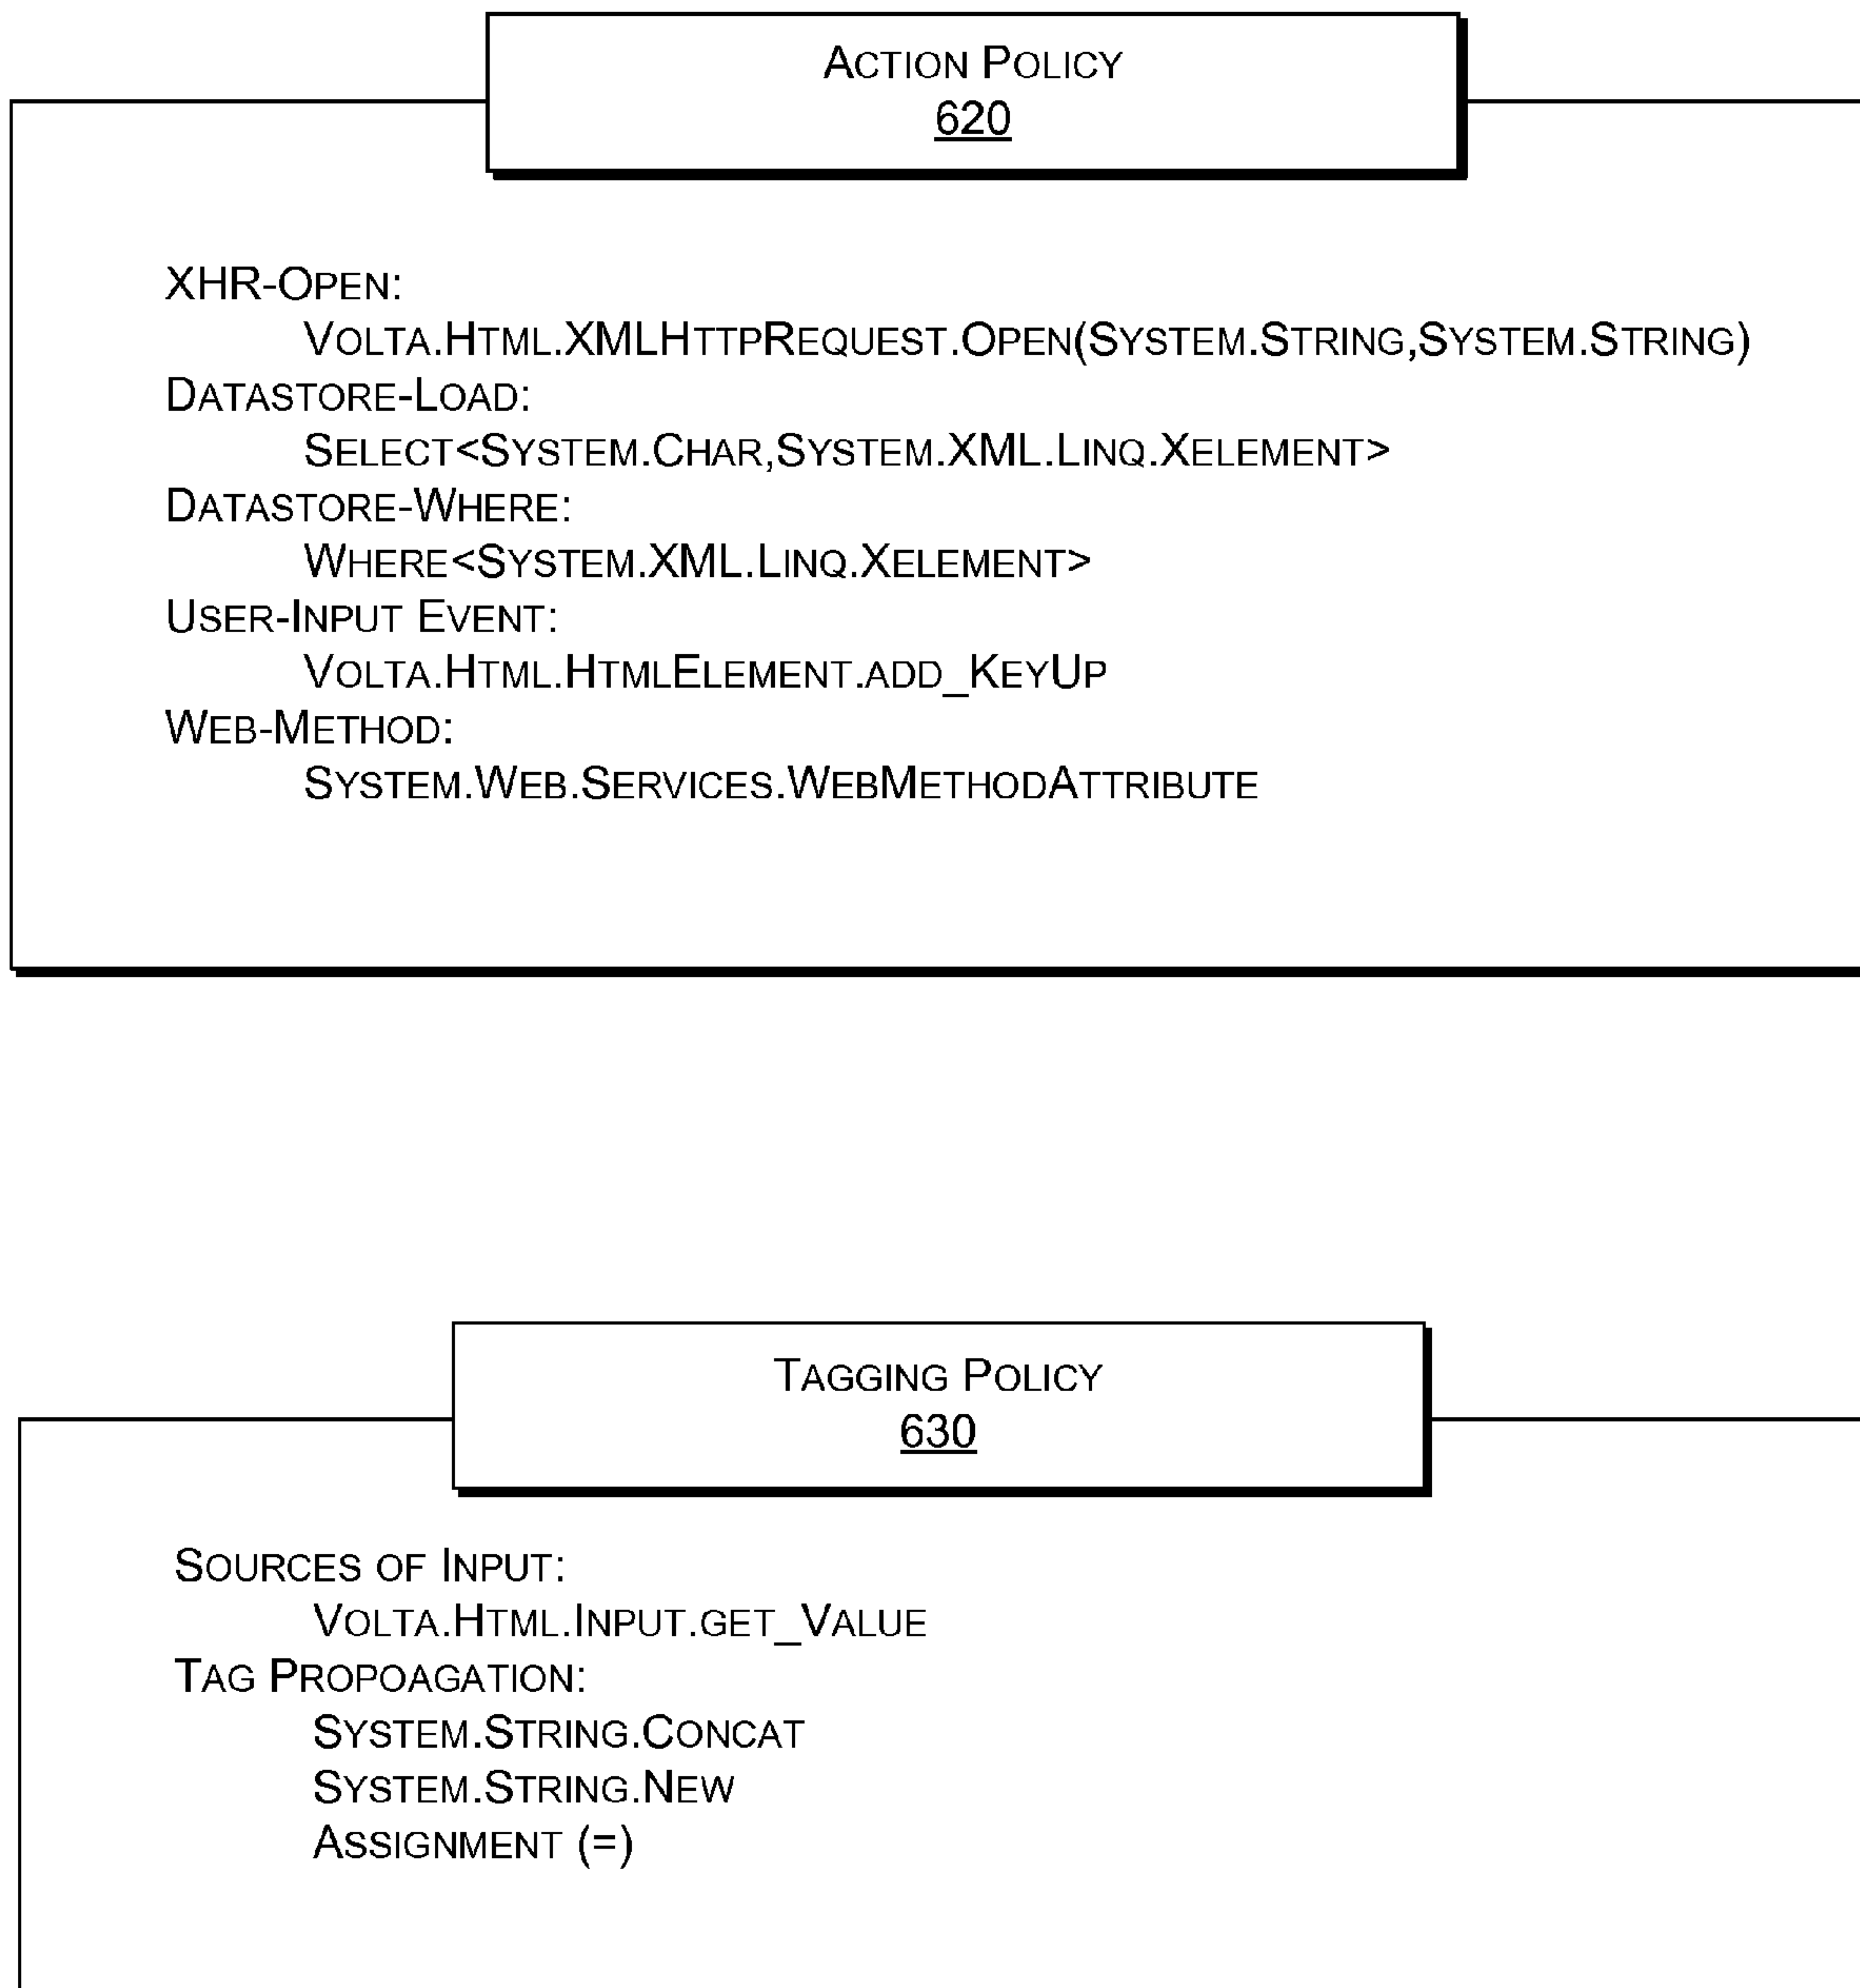 ACTION POLICY
620
XHR-OPEN:
VOLTA.HTML.XMLHTTPREQUEST.OPEN(SYSTEM.STRING,SYSTEM.STRING)
DATASTORE-LOAD:
SELECT<SYSTEM.CHAR,SYSTEM.XML.LINQ.XELEMENT>
DATASTORE-WHERE:
WHERE<SYSTEM.XML.LINQ.XELEMENT>
USER-INPUT EVENT:
VOLTA.HTML.HTMLELEMENT.ADD_KEYUP
WEB-METHOD:
SYSTEM.WEB.SERVICES.WEBMETHODATTRIBUTE
TAGGING POLICY
630
SOURCES OF INPUT:
VOLTA.HTML.INPUT.GET_VALUE
TAG PROPOAGATION:
SYSTEM.STRING.CONCAT
SYSTEM.STRING.NEW
ASSIGNMENT (=)